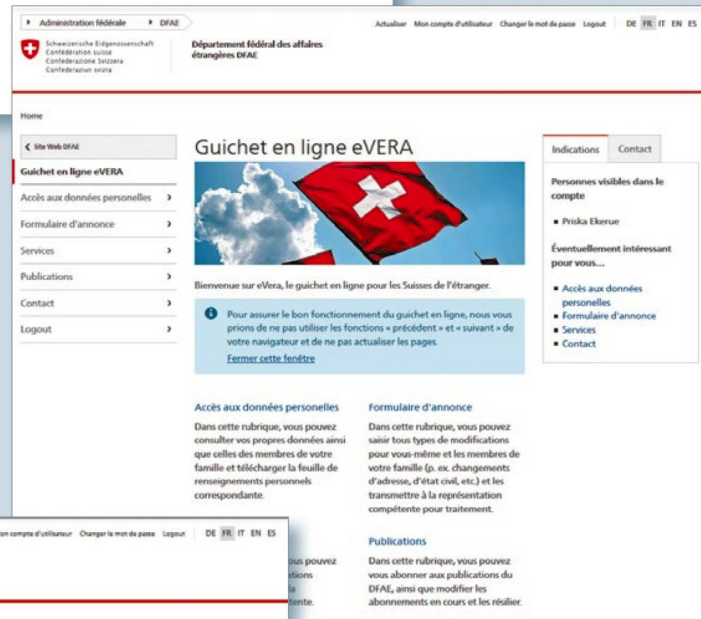 Administration fédérale
DFAE
Actualiser Mon compte d'utilisateur Changer le mot de passe Logout DE FR IT EN ES
Schweizerische Eidgenossenschaft
Confédération suisse
Confederazione Svizzera
Confederaziun svizra
Département fédéral des affaires
étrangères DFAE
Home
Site Web DFAE
Guichet en ligne eVERA
Accès aux données personelles
Formulaire d'annonce
Services
Publications
Contact
Logout
Guichet en ligne eVERA
Bienvenue sur eVera, le guichet en ligne pour les Suisses de l'étranger.
Pour assurer le bon fonctionnement du guichet en ligne, nous vous
prions de ne pas utiliser les fonctions « précédent » et « suivant » de
votre navigateur et de ne pas actualiser les pages.
Fermer cette fenêtre
Accès aux données personelles
Dans cette rubrique, vous pouvez
consulter vos propres données ainsi
que celles des membres de votre
famille et télécharger la feuille de
renseignements personnels
correspondante.
Formulaire d'annonce
Dans cette rubrique, vous pouvez
saisir tous types de modifications
pour vous-même et les membres de
votre famille (p. ex. changements
d'adresse, d'état civil, etc.) et les
transmettre à la représentation
compétente pour traitement.
Publications
Dans cette rubrique, vous pouvez
vous abonner aux publications du
DFAE, ainsi que modifier les
abonnements en cours et les résilier.
Indications
Contact
Personnes visibles dans le
compte
Priska Ekerue
Éventuellement intéressant
pour vous...
Accès aux données
personelles
Formulaire d'annonce
Services
Contact
compte d'utilisateur Changer le mot de passe Logout DE FR IT EN ES
pouvez